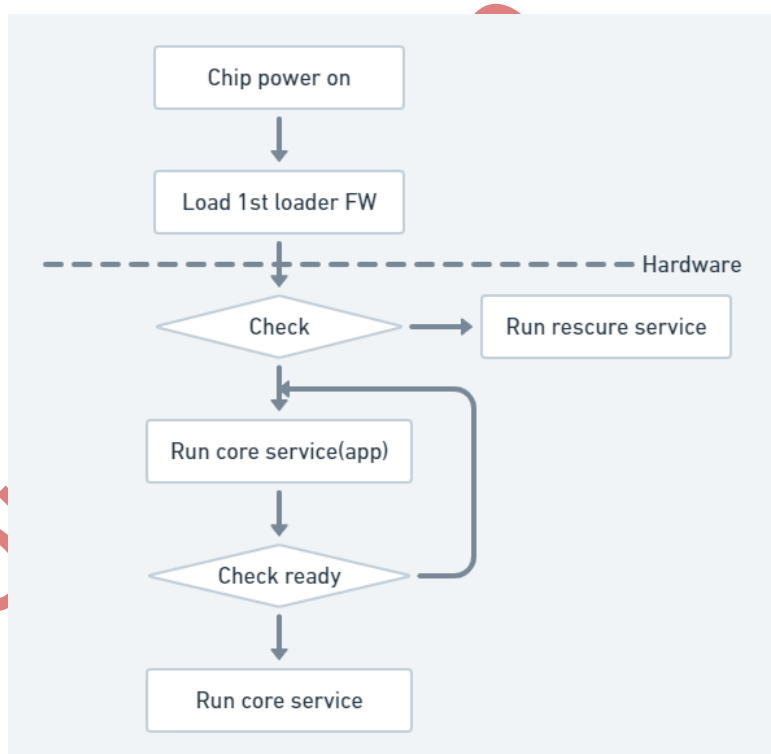 Chip power on
Load 1st loader FW
Hardware
Check
Run rescure service
Run core service(app)
Check ready
Run core service